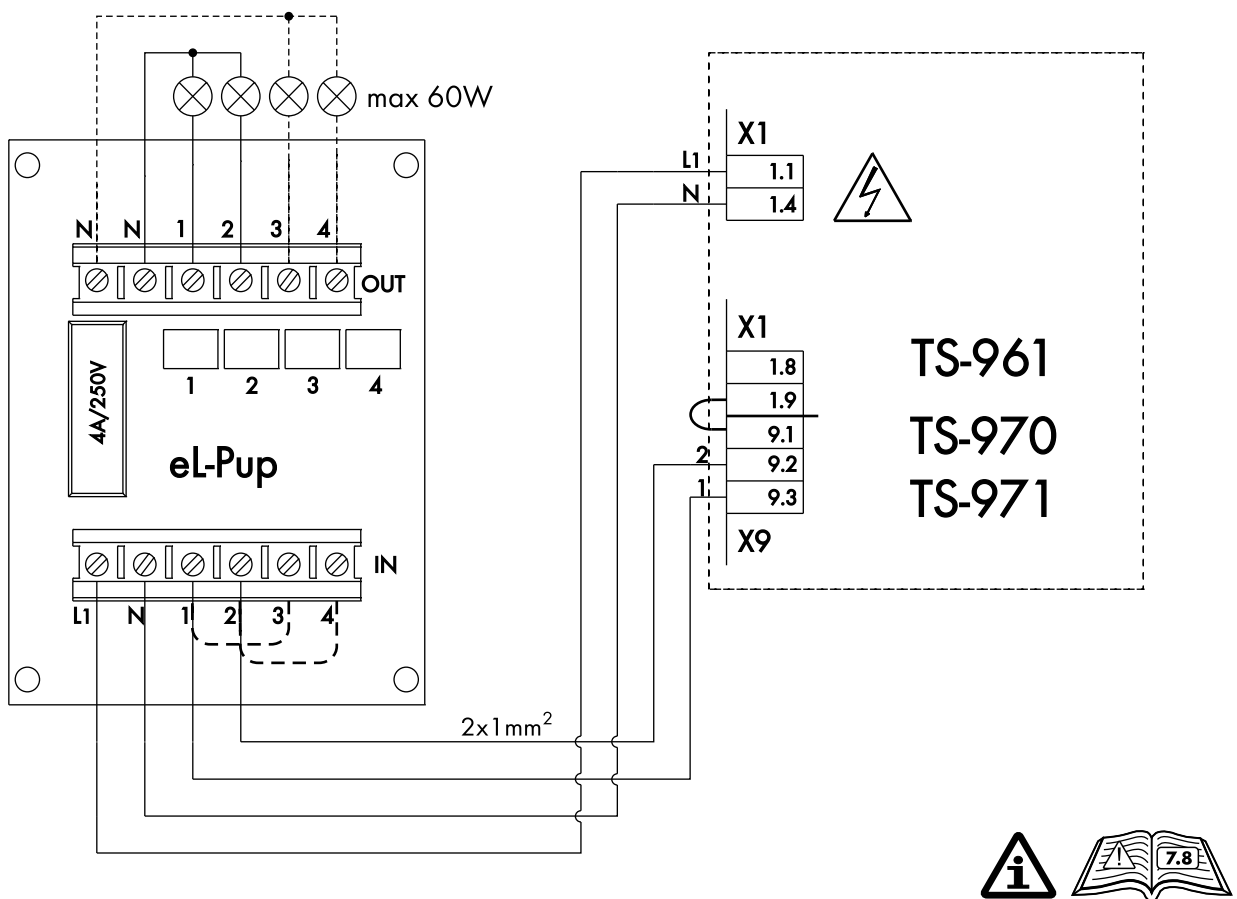 max 60W
X1
L1
1.1
N
1.4
N N 1 2 3 4
OUT
4A/250V
1 2 3 4
eL-Pup
X1
1.8
1.9
9.1
2
9.2
1
9.3
X9
TS-961
TS-970
TS-971
IN
L1 N 1 2 3 4
2x1mm²
i
!
7.8